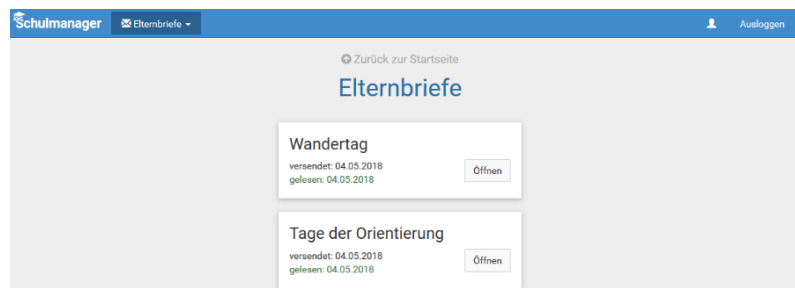 Schulmanager Elternbriefe Ausloggen
Zurück zur Startseite
Elternbriefe
Wandertag
versendet: 04.05.2018
gelesen: 04.05.2018
Öffnen
Tage der Orientierung
versendet: 04.05.2018
gelesen: 04.05.2018
Öffnen